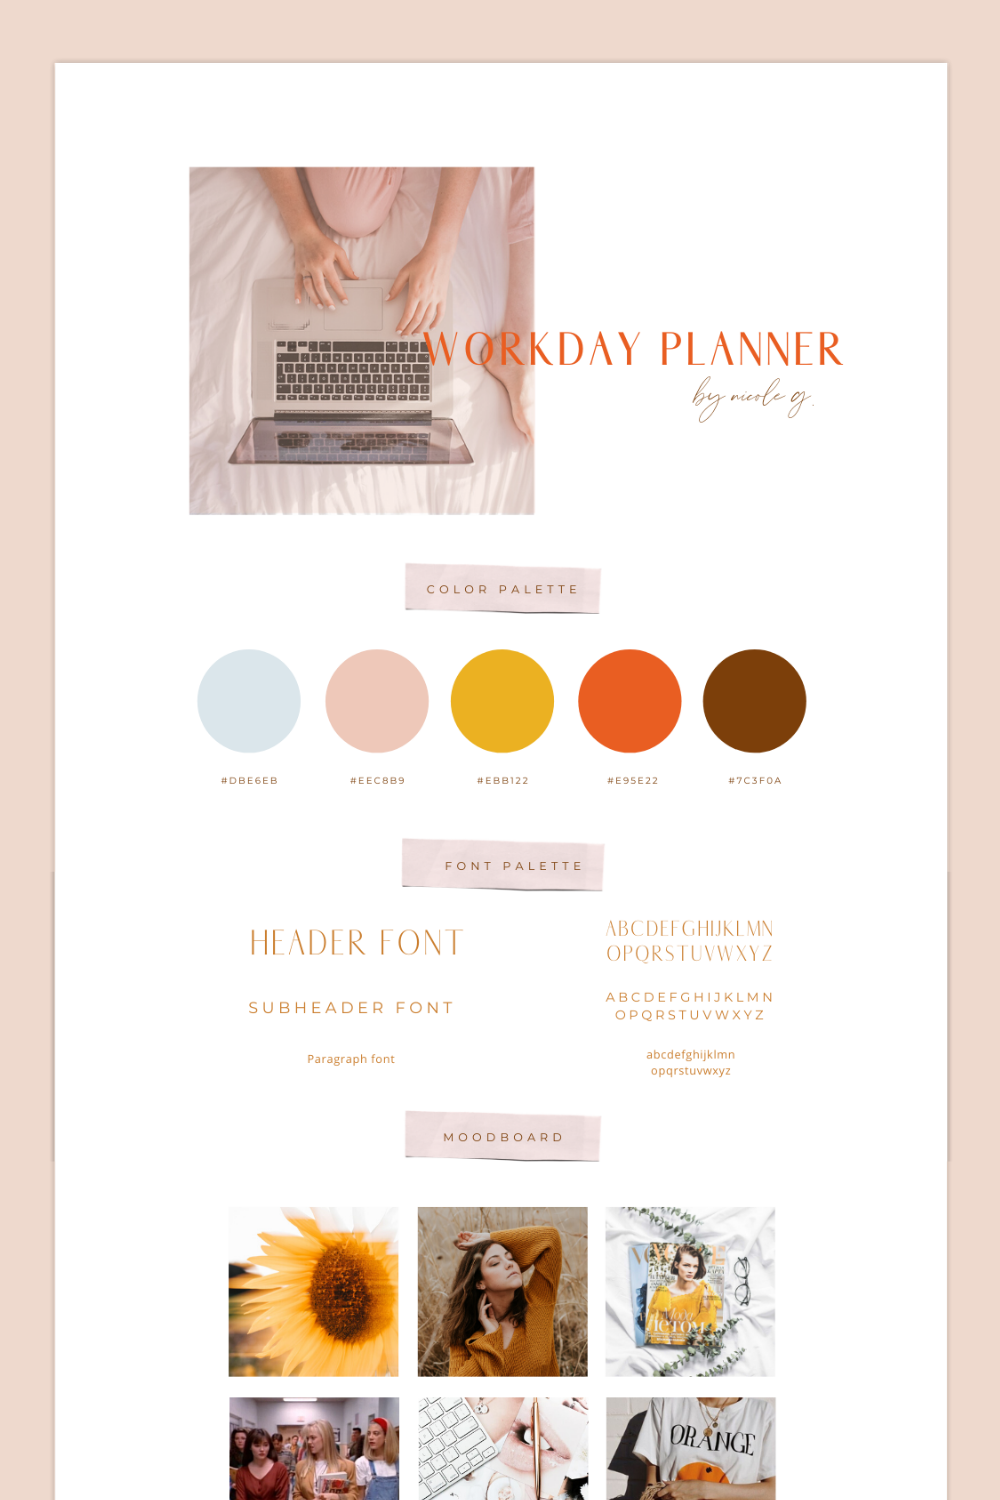 WORKDAY PLANNER
by nicole g.
COLOR PALETTE
#DBE6EB #EEC8B9 #EBB122 #E95E22 #7C3F0A
FONT PALETTE
HEADER FONT
ABCDEFGHIJKLMN
OPQRSTUVWXYZ
SUBHEADER FONT
ABCDEFGHIJKLMN
OPQRSTUVWXYZ
Paragraph font
abcdefghijklmn
opqrstuvwxyz
MOODBOARD
ORANGE